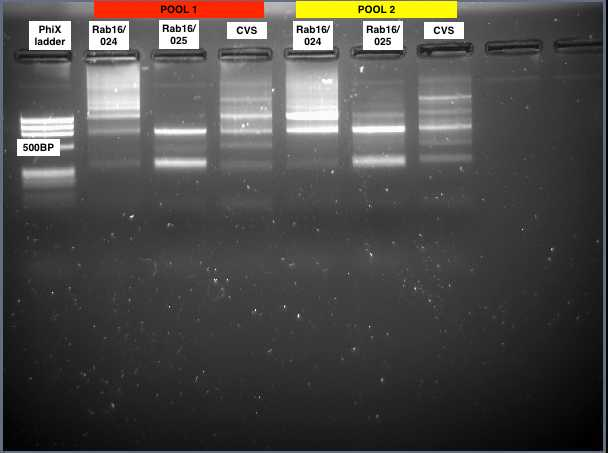 POOL 1
POOL 2
PhiX
ladder
Rab16/
024
Rab16/
025
CVS
Rab16/
024
Rab16/
025
CVS
500BP